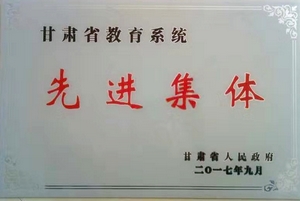 甘肃省教育系统
先进集体
甘肃省人民政府
二〇一七年九月